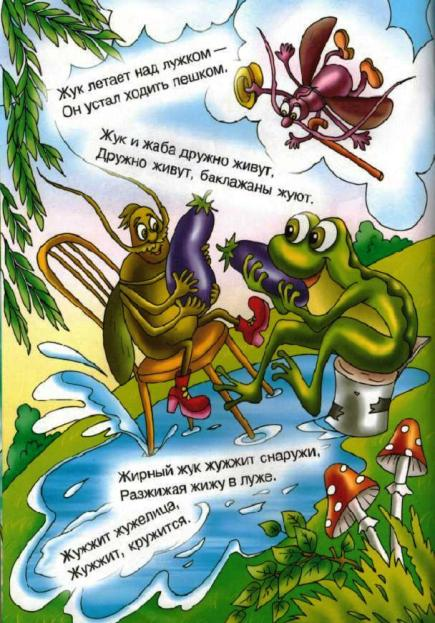 Жук летает над лужком –
Он устал ходить пешком.
Жук и жаба дружно живут,
Дружно живут, баклажаны жуют.
Жирный жук жужжит снаружи,
Разжижая жижу в луже.
Жужжит жужелица,
Жужжит, кружится.